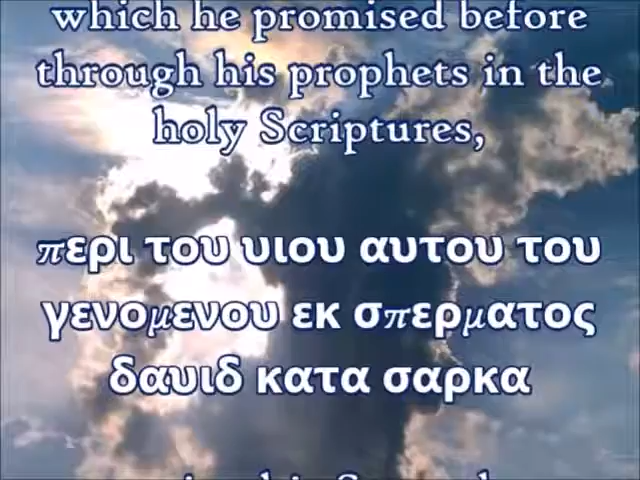 which he promised before
through his prophets in the
holy Scriptures,
περι του υιου αυτου του
γενομενου εκ σπερματος
δαυιδ κατα σαρκα